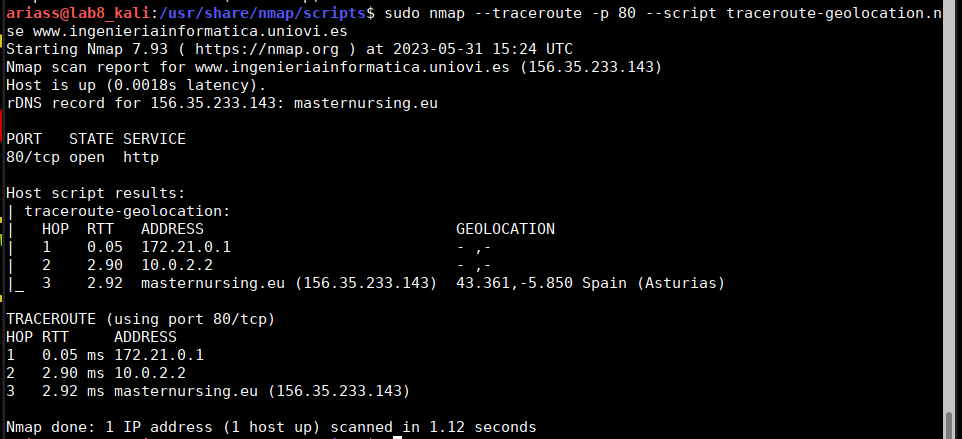 ariass@lab8_kali:/usr/share/nmap/scripts$ sudo nmap --traceroute -p 80 --script traceroute-geolocation.n
se www.ingenieriainformatica.uniovi.es
Starting Nmap 7.93 ( https://nmap.org ) at 2023-05-31 15:24 UTC
Nmap scan report for www.ingenieriainformatica.uniovi.es (156.35.233.143)
Host is up (0.0018s latency).
rDNS record for 156.35.233.143: masternursing.eu

PORT   STATE SERVICE
80/tcp open  http

Host script results:
| traceroute-geolocation:
|   HOP  RTT   ADDRESS                            GEOLOCATION
|   1    0.05  172.21.0.1                         - ,-
|   2    2.90  10.0.2.2                           - ,-
|_  3    2.92  masternursing.eu (156.35.233.143)  43.361,-5.850 Spain (Asturias)

TRACEROUTE (using port 80/tcp)
HOP RTT     ADDRESS
1   0.05 ms 172.21.0.1
2   2.90 ms 10.0.2.2
3   2.92 ms masternursing.eu (156.35.233.143)

Nmap done: 1 IP address (1 host up) scanned in 1.12 seconds